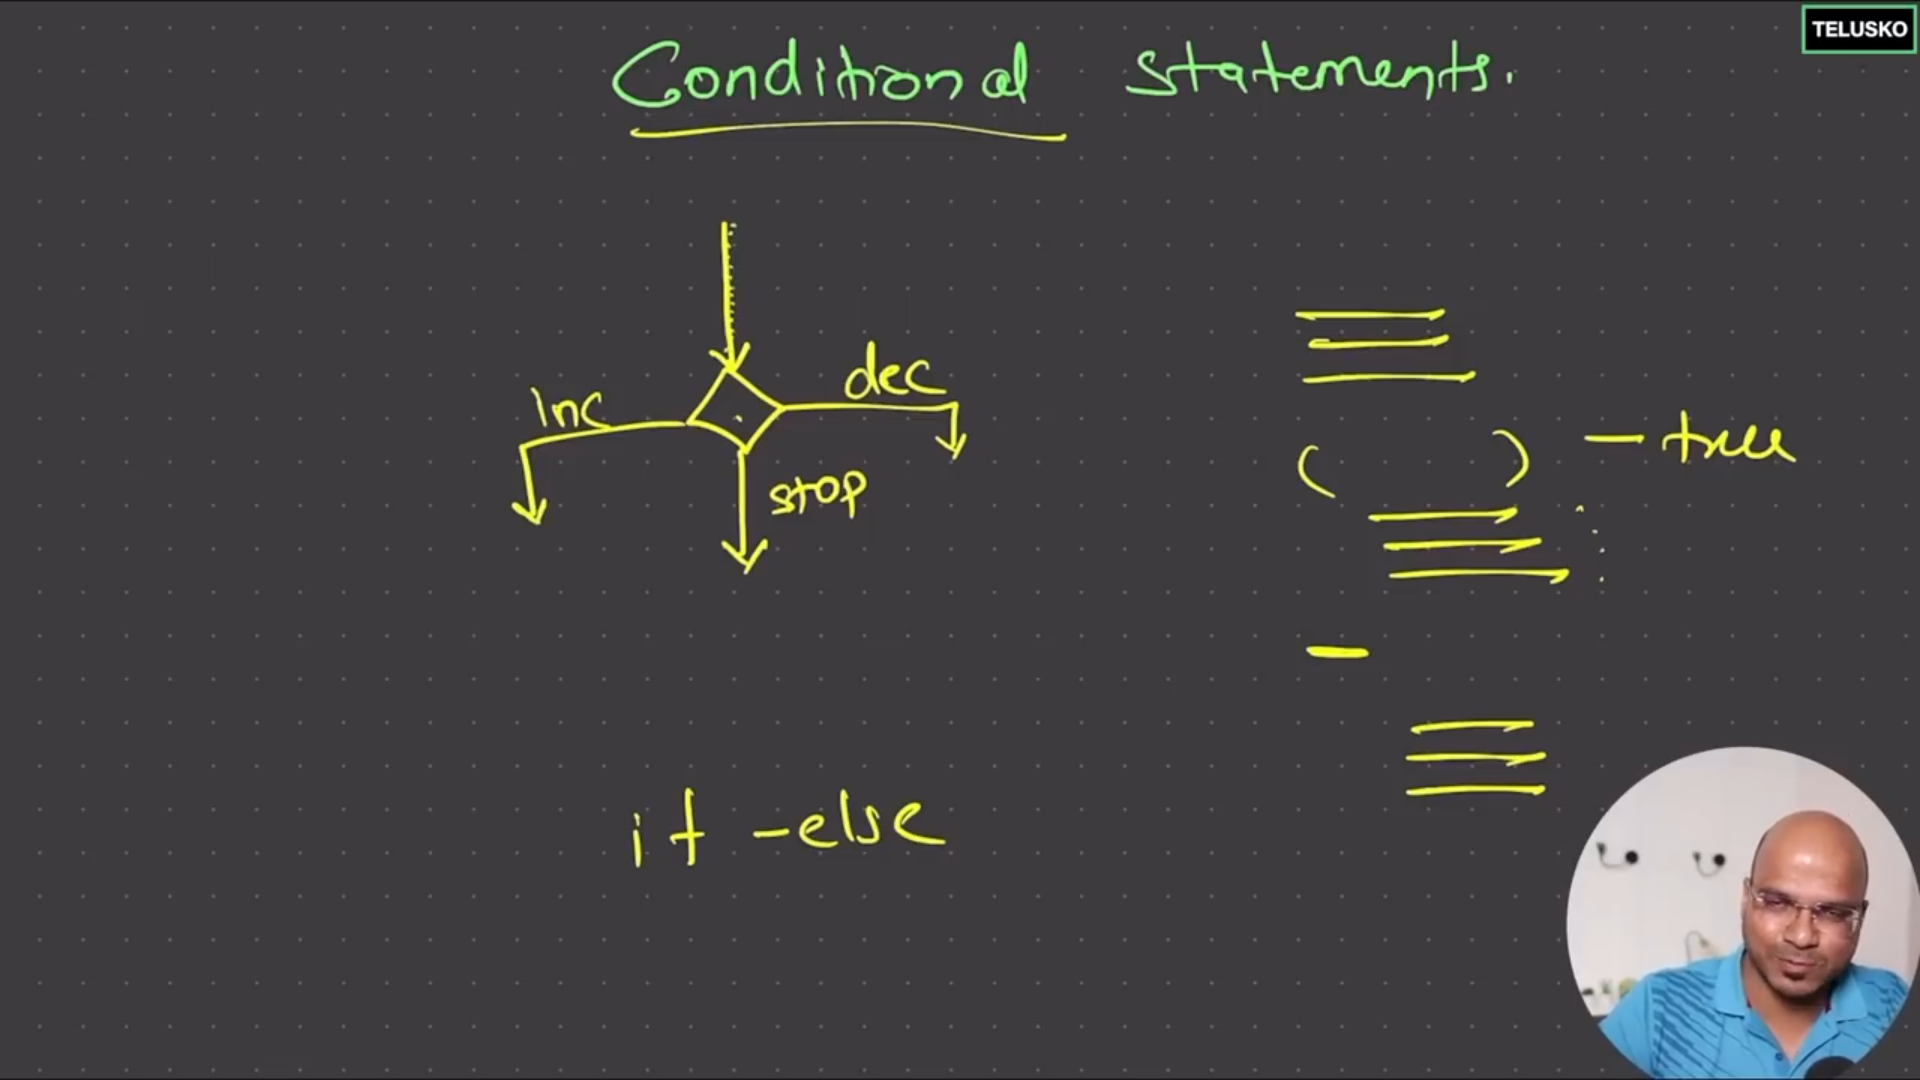 TELUSKO
Conditional statements.
Inc
dec
stop
( ) - true
if - else